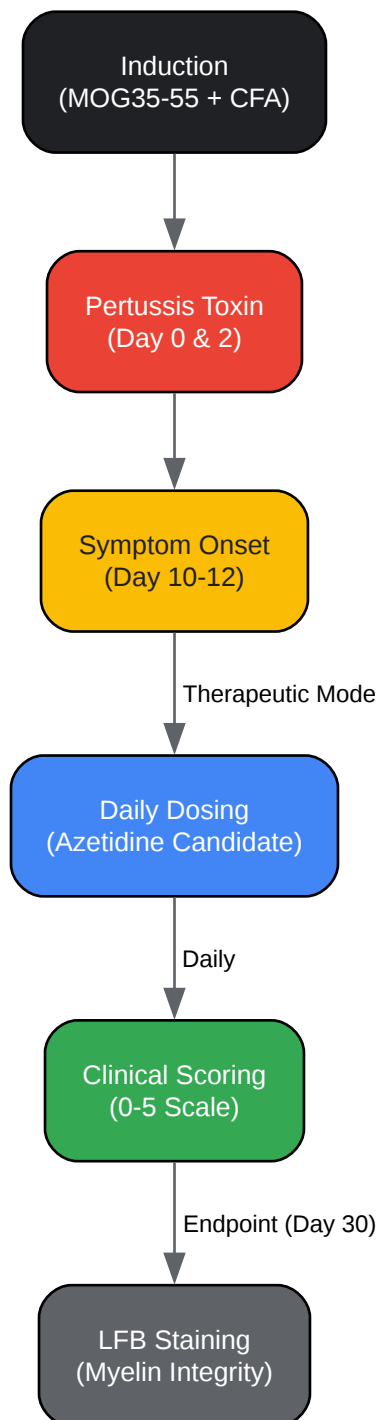 Induction
(MOG35-55 + CFA)
Pertussis Toxin
(Day 0 & 2)
Symptom Onset
(Day 10-12)
Therapeutic Mode
Daily Dosing
(Azetidine Candidate)
Daily
Clinical Scoring
(0-5 Scale)
Endpoint (Day 30)
LFB Staining
(Myelin Integrity)